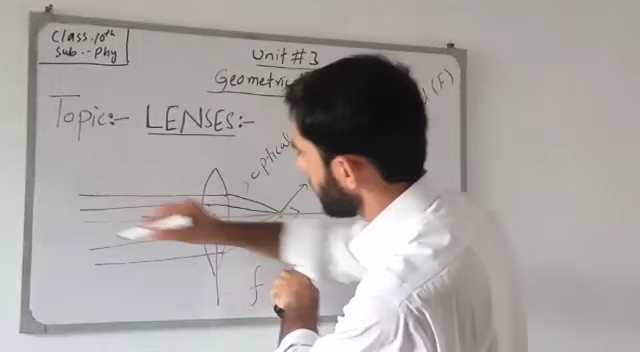 Class.10th
Sub:-Phy
Unit # 3
Geometric
Topic:- LENSES:-
(F)
optical
f